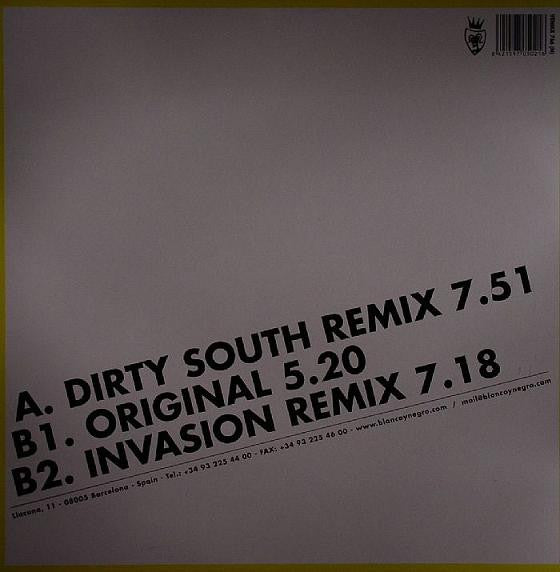 A. DIRTY SOUTH REMIX 7.51
B1. ORIGINAL 5.20
B2. INVASION REMIX 7.18
Llacuna, 11 - 08005 Barcelona - Spain - Tel.: +34 93 225 44 00 - FAX: +34 93 225 46 00 - www.blancoynegro.com / mail@blancoynegro.com